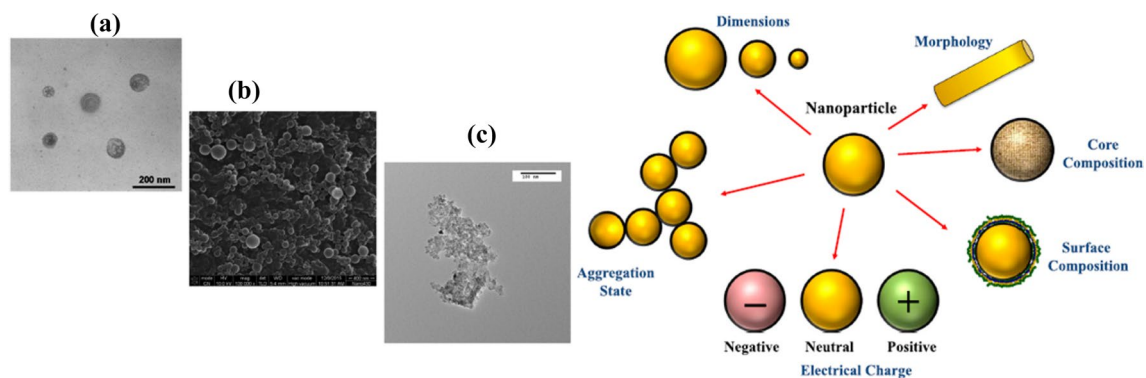 (a)
200 nm
(b)
(c)
Dimensions
Morphology
Nanoparticle
Core
Composition
Surface
Composition
Aggregation
State
Negative
Neutral
Positive
Electrical Charge